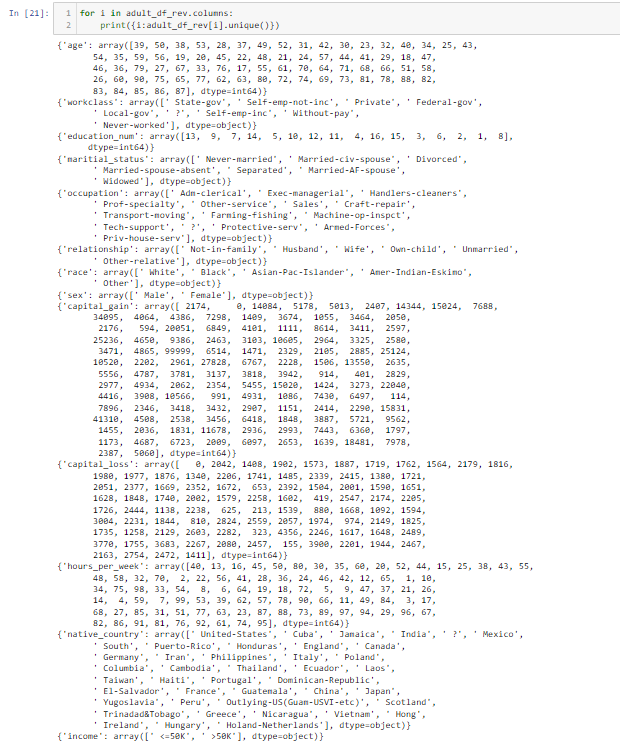 In [21]:
1 for i in adult_df_rev.columns:
2 print({i:adult_df_rev[i].unique()})
{'age': array([39, 50, 38, 53, 28, 37, 49, 52, 31, 42, 30, 23, 32, 40, 34, 25, 43,
54, 35, 59, 56, 19, 20, 45, 22, 48, 21, 24, 57, 44, 41, 29, 18, 47,
46, 36, 79, 27, 67, 33, 76, 17, 55, 61, 70, 64, 71, 68, 66, 51, 58,
26, 60, 90, 75, 65, 77, 62, 63, 80, 72, 74, 69, 73, 81, 78, 88, 82,
83, 84, 85, 86, 87], dtype=int64)}
{'workclass': array([' State-gov', ' Self-emp-not-inc', ' Private', ' Federal-gov',
' Local-gov', ' ?', ' Self-emp-inc', ' Without-pay',
' Never-worked'], dtype=object)}
{'education_num': array([13, 9, 7, 14, 5, 10, 12, 11, 4, 16, 15, 3, 6, 2, 1, 8],
dtype=int64)}
{'maritial_status': array([' Never-married', ' Married-civ-spouse', ' Divorced',
' Married-spouse-absent', ' Separated', ' Married-AF-spouse',
' Widowed'], dtype=object)}
{'occupation': array([' Adm-clerical', ' Exec-managerial', ' Handlers-cleaners',
' Prof-specialty', ' Other-service', ' Sales', ' Craft-repair',
' Transport-moving', ' Farming-fishing', ' Machine-op-inspct',
' Tech-support', ' ?', ' Protective-serv', ' Armed-Forces',
' Priv-house-serv'], dtype=object)}
{'relationship': array([' Not-in-family', ' Husband', ' Wife', ' Own-child', ' Unmarried',
' Other-relative'], dtype=object)}
{'race': array([' White', ' Black', ' Asian-Pac-Islander', ' Amer-Indian-Eskimo',
' Other'], dtype=object)}
{'sex': array([' Male', ' Female'], dtype=object)}
{'capital_gain': array([ 2174, 0, 14084, 5178, 5013, 2407, 14344, 15024, 7688,
34095, 4064, 4386, 7298, 1409, 3674, 1055, 3464, 2050,
2176, 594, 20051, 6849, 4101, 1111, 8614, 3411, 2597,
25236, 4650, 9386, 2463, 3103, 10605, 2964, 3325, 2580,
3471, 4865, 99999, 6514, 1471, 2329, 2105, 2885, 25124,
10520, 2202, 2961, 27828, 6767, 2228, 1506, 13550, 2635,
5556, 4787, 3781, 3137, 3818, 3942, 914, 401, 2829,
2977, 4934, 2062, 2354, 5455, 15020, 1424, 3273, 22040,
4416, 3908, 10566, 991, 4931, 1086, 7430, 6497, 114,
7896, 2346, 3418, 3432, 2907, 1151, 2414, 2290, 15831,
41310, 4508, 2538, 3456, 6418, 1848, 3887, 5721, 9562,
1455, 2036, 1831, 11678, 2936, 2993, 7443, 6360, 1797,
1173, 4687, 6723, 2009, 6097, 2653, 1639, 18481, 7978,
2387, 5060], dtype=int64)}
{'capital_loss': array([ 0, 2042, 1408, 1902, 1573, 1887, 1719, 1762, 1564, 2179, 1816,
1980, 1977, 1876, 1340, 2206, 1741, 1485, 2339, 2415, 1380, 1721,
2051, 2377, 1669, 2352, 1672, 653, 2392, 1504, 2001, 1590, 1651,
1628, 1848, 1740, 2002, 1579, 2258, 1602, 419, 2547, 2174, 2205,
1726, 2444, 1138, 2238, 625, 213, 1539, 880, 1668, 1092, 1594,
3004, 2231, 1844, 810, 2824, 2559, 2057, 1974, 974, 2149, 1825,
1735, 1258, 2129, 2603, 2282, 323, 4356, 2246, 1617, 1648, 2489,
3770, 1755, 3683, 2267, 2080, 2457, 155, 3900, 2201, 1944, 2467,
2163, 2754, 2472, 1411], dtype=int64)}
{'hours_per_week': array([40, 13, 16, 45, 50, 80, 30, 35, 60, 20, 52, 44, 15, 25, 38, 43, 55,
48, 58, 32, 70, 2, 22, 56, 41, 28, 36, 24, 46, 42, 12, 65, 1, 10,
34, 75, 98, 33, 54, 8, 6, 64, 19, 18, 72, 5, 9, 47, 37, 21, 26,
14, 4, 59, 7, 99, 53, 39, 62, 57, 78, 90, 66, 11, 49, 84, 3, 17,
68, 27, 85, 31, 51, 77, 63, 23, 87, 88, 73, 89, 97, 94, 29, 96, 67,
82, 86, 91, 81, 76, 92, 61, 74, 95], dtype=int64)}
{'native_country': array([' United-States', ' Cuba', ' Jamaica', ' India', ' ?', ' Mexico',
' South', ' Puerto-Rico', ' Honduras', ' England', ' Canada',
' Germany', ' Iran', ' Philippines', ' Italy', ' Poland',
' Columbia', ' Cambodia', ' Thailand', ' Ecuador', ' Laos',
' Taiwan', ' Haiti', ' Portugal', ' Dominican-Republic',
' El-Salvador', ' France', ' Guatemala', ' China', ' Japan',
' Yugoslavia', ' Peru', ' Outlying-US(Guam-USVI-etc)', ' Scotland',
' Trinadad&Tobago', ' Greece', ' Nicaragua', ' Vietnam', ' Hong',
' Ireland', ' Hungary', ' Holand-Netherlands'], dtype=object)}
{'income': array([' <=50K', ' >50K'], dtype=object)}